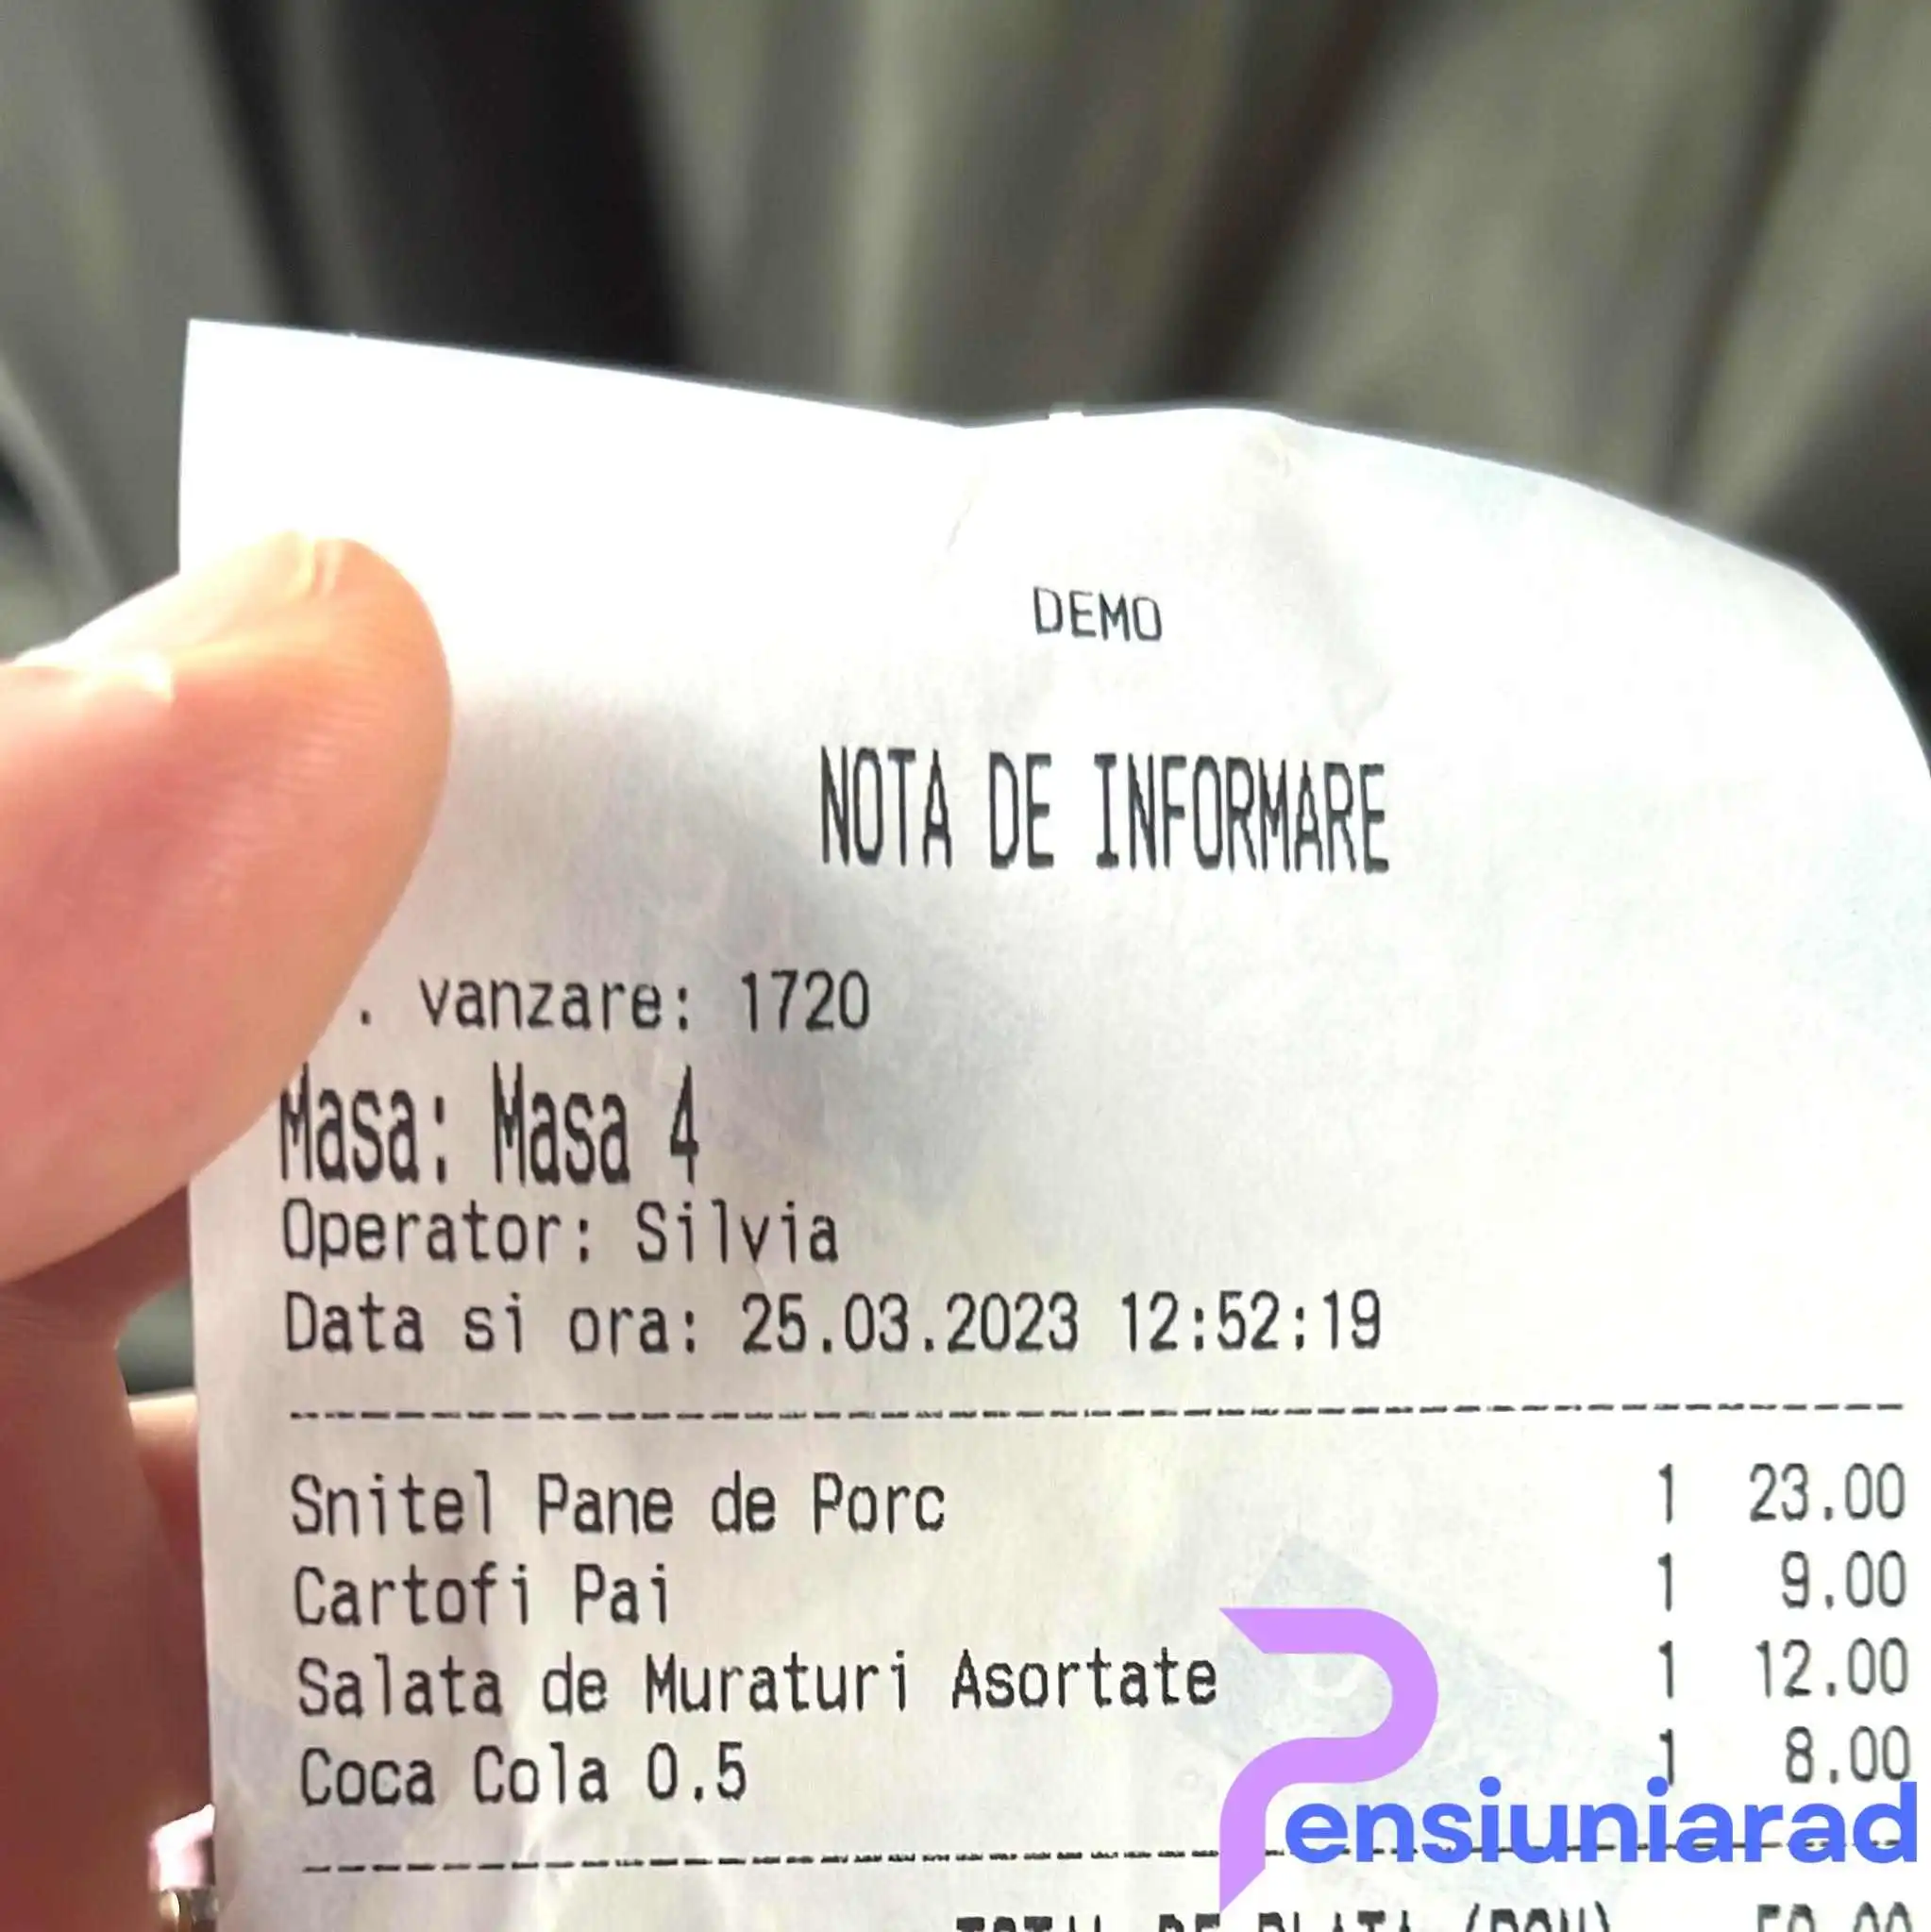 DEMO
NOTA DE INFORMARE
. vanzare: 1720
Masa: Masa 4
Operator: Silvia
Data si ora: 25.03.2023 12:52:19
Snitel Pane de Porc 1 23.00
Cartofi Pai 1 9.00
Salata de Muraturi Asortate 1 12.00
Coca Cola 0.5 1 8.00
Pensiuniarad